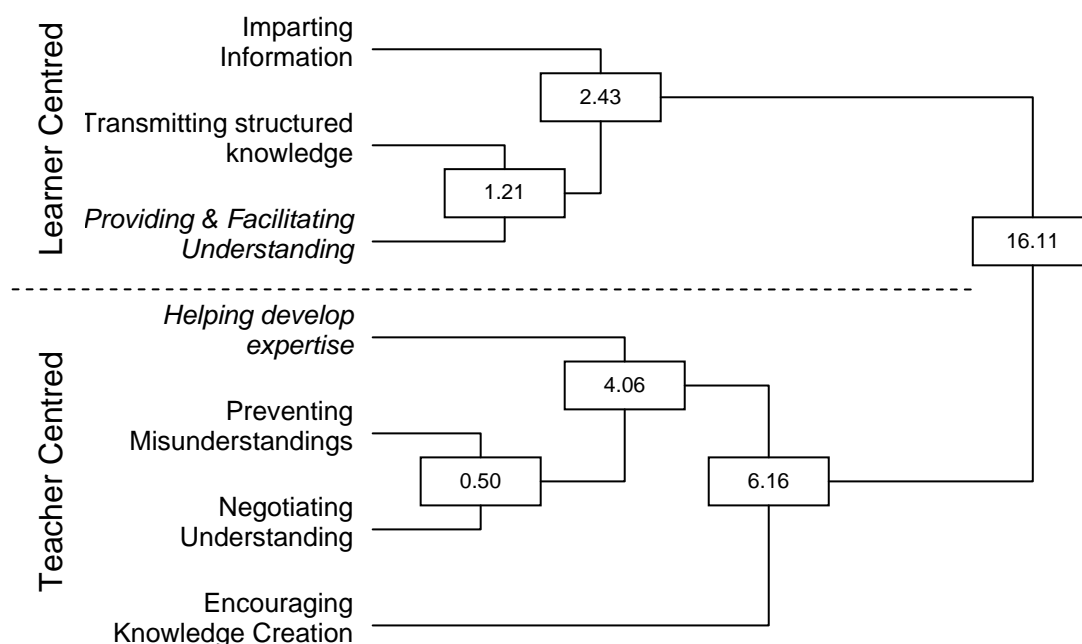 Learner Centred
Imparting
Information
2.43
Transmitting structured
knowledge
1.21
Providing & Facilitating
Understanding
16.11
Teacher Centred
Helping develop
expertise
4.06
Preventing
Misunderstandings
0.50
6.16
Negotiating
Understanding
Encouraging
Knowledge Creation